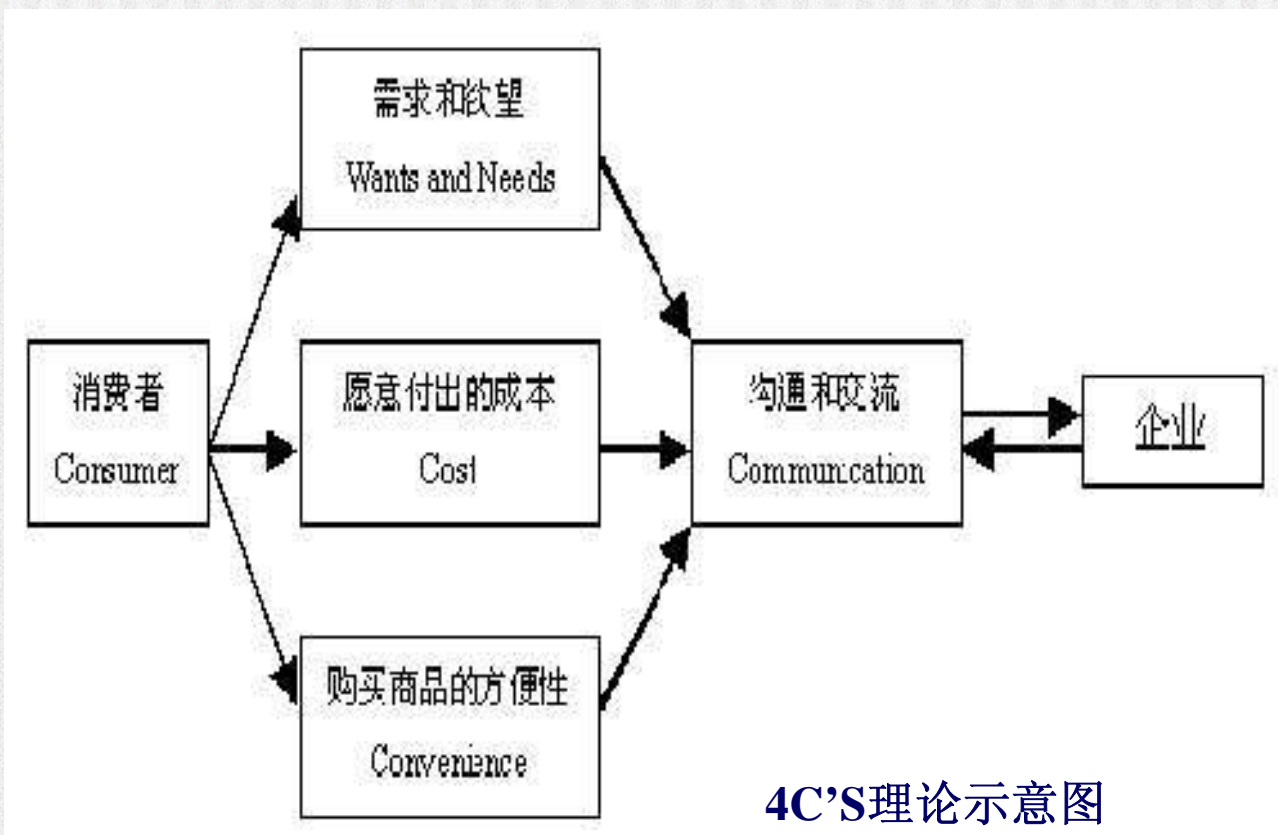 需求和欲望
Wants and Needs
消费者
Consumer
愿意付出的成本
Cost
沟通和交流
Communication
企业
购买商品的方便性
Convenience
4C’S理论示意图